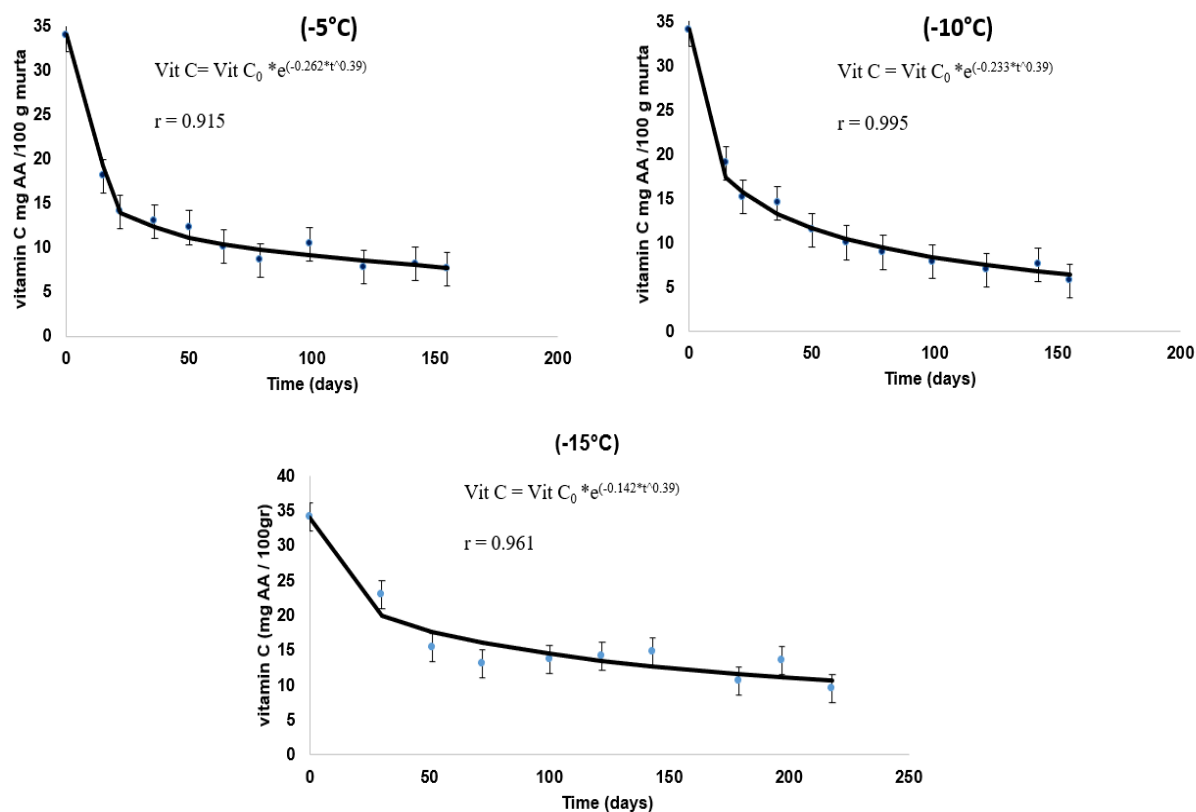 (-5°C)
Vit C= Vit C₀ *e^(-0.262*t^0.39)
r = 0.915
vitamin C mg AA /100 g murta
35
30
25
20
15
10
5
0
0 50 100 150 200
Time (days)
(-10°C)
Vit C = Vit C₀ *e^(-0.233*t^0.39)
r = 0.995
vitamin C mg AA /100 g murta
35
30
25
20
15
10
5
0
0 50 100 150 200
Time (days)
(-15°C)
Vit C = Vit C₀ *e^(-0.142*t^0.39)
r = 0.961
vitamin C (mg AA / 100gr)
40
35
30
25
20
15
10
5
0
0 50 100 150 200 250
Time (days)